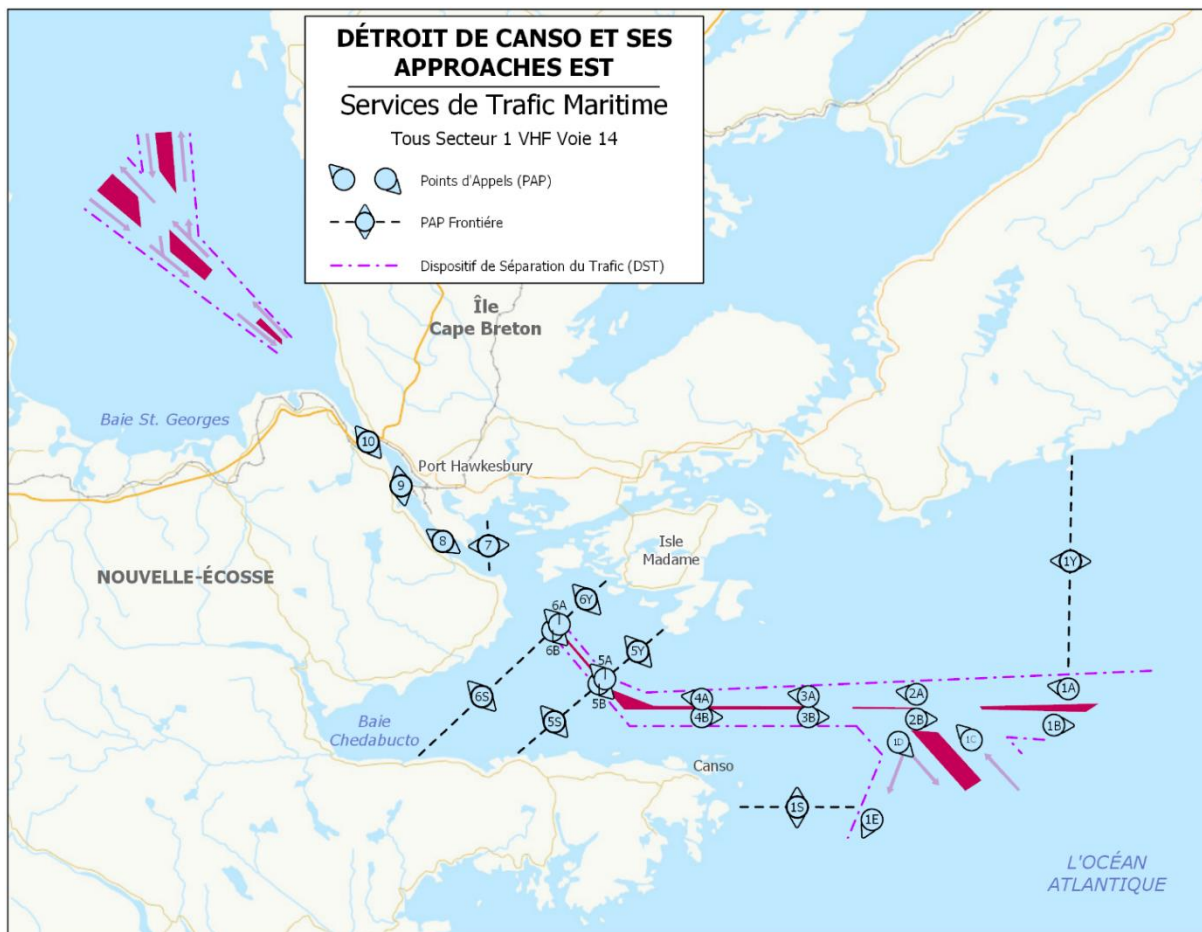 DÉTROIT DE CANSO ET SES
APPROACHES EST
Services de Trafic Maritime
Tous Secteur 1 VHF Voie 14
Points d'Appels (PAP)
PAP Frontiére
Dispositif de Séparation du Trafic (DST)
Île
Cape Breton
Baie St. Georges
10
Port Hawkesbury
9
8
7
Isle
Madame
NOUVELLE-ÉCOSSE
1Y
6Y
6A
6B
5Y
5A
5B
6S
5S
4A
3A
2A
1A
4B
3B
2B
1B
1D
1C
Baie
Chedabucto
Canso
1S
1E
L'OCÉAN
ATLANTIQUE